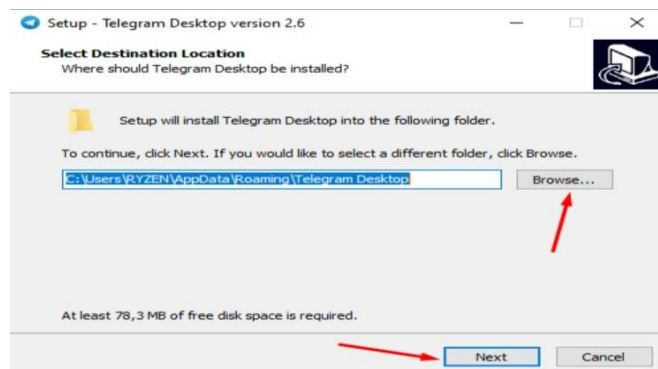 Setup - Telegram Desktop version 2.6
Select Destination Location
Where should Telegram Desktop be installed?
Setup will install Telegram Desktop into the following folder.
To continue, click Next. If you would like to select a different folder, click Browse.
C:\Users\RYZEN\AppData\Roaming\Telegram Desktop
Browse...
At least 78,3 MB of free disk space is required.
Next
Cancel